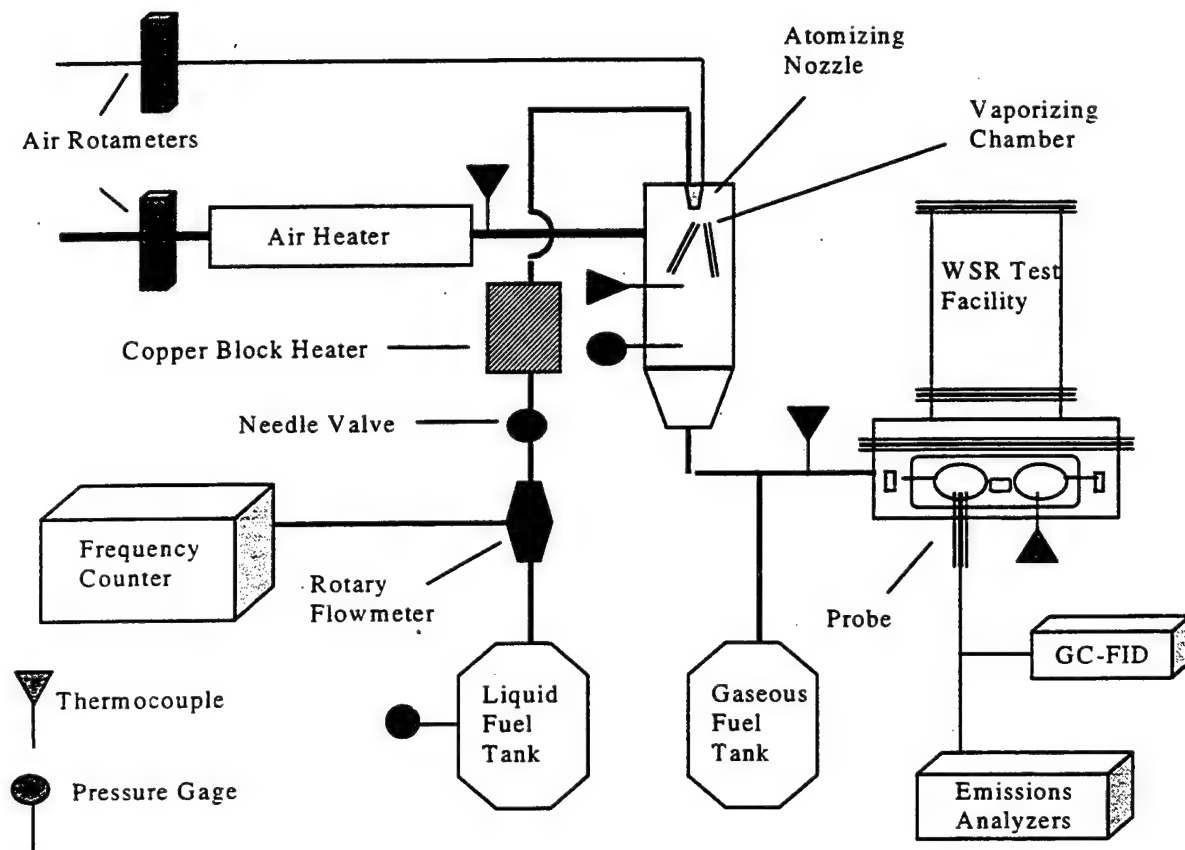 Atomizing
Nozzle
Vaporizing
Chamber
Air Rotameters
Air Heater
WSR Test
Facility
Copper Block Heater
Needle Valve
Frequency
Counter
Rotary
Flowmeter
Probe
GC-FID
Thermocouple
Liquid
Fuel
Tank
Gaseous
Fuel
Tank
Pressure Gage
Emissions
Analyzers